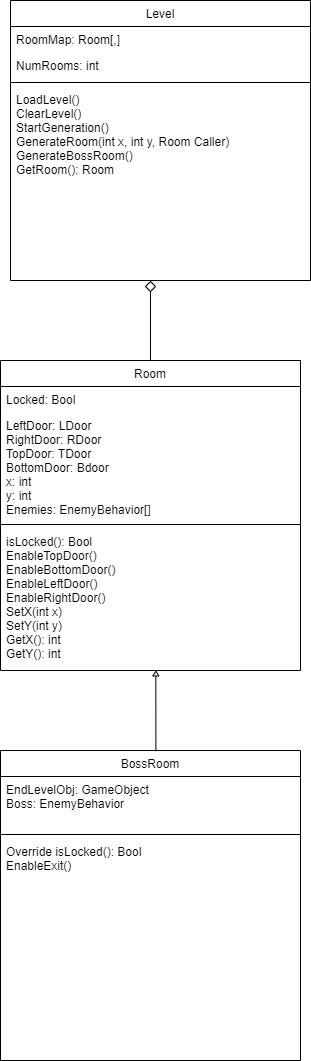 Level
RoomMap: Room[,]
NumRooms: int
LoadLevel()
ClearLevel()
StartGeneration()
GenerateRoom(int x, int y, Room Caller)
GenerateBossRoom()
GetRoom(): Room
Room
Locked: Bool
LeftDoor: LDoor
RightDoor: RDoor
TopDoor: TDoor
BottomDoor: Bdoor
x: int
y: int
Enemies: EnemyBehavior[]
isLocked(): Bool
EnableTopDoor()
EnableBottomDoor()
EnableLeftDoor()
EnableRightDoor()
SetX(int x)
SetY(int y)
GetX(): int
GetY(): int
BossRoom
EndLevelObj: GameObject
Boss: EnemyBehavior
Override isLocked(): Bool
EnableExit()